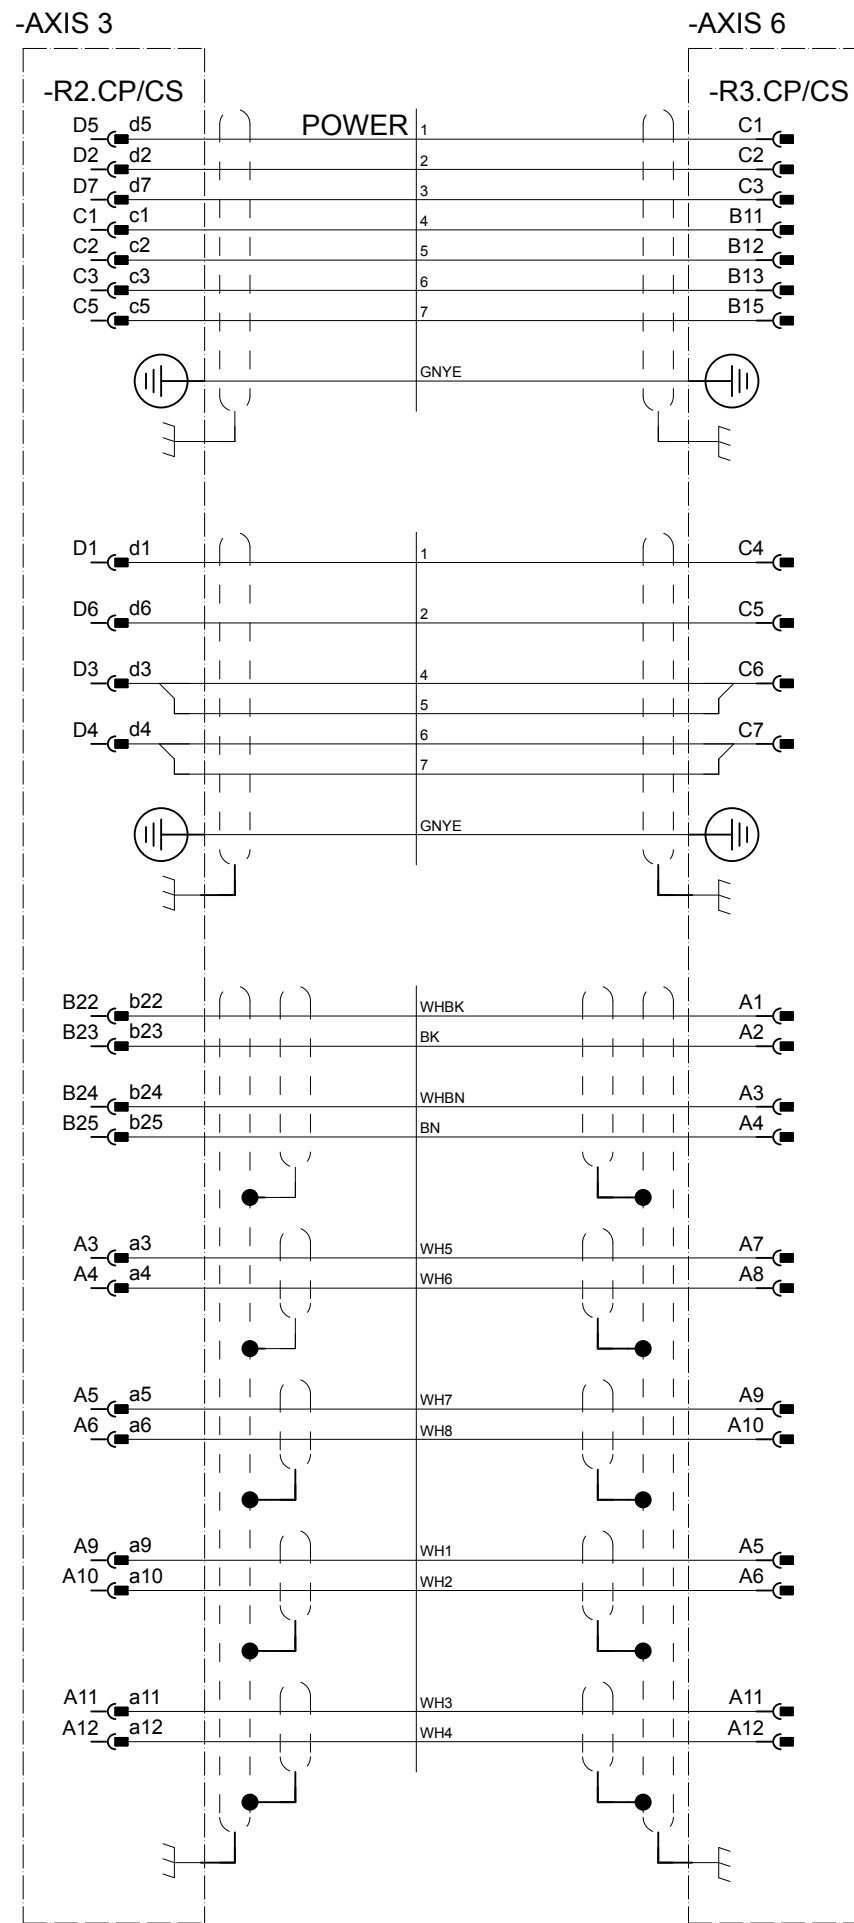 -AXIS 3 -AXIS 6
-R2.CP/CS -R3.CP/CS
POWER
D5 d5 1 C1
D2 d2 2 C2
D7 d7 3 C3
C1 c1 4 B11
C2 c2 5 B12
C3 c3 6 B13
C5 c5 7 B15
GNYE
D1 d1 1 C4
D6 d6 2 C5
D3 d3 4 C6
5
D4 d4 6 C7
7
GNYE
B22 b22 WHBK A1
B23 b23 BK A2
B24 b24 WHBN A3
B25 b25 BN A4
A3 a3 WH5 A7
A4 a4 WH6 A8
A5 a5 WH7 A9
A6 a6 WH8 A10
A9 a9 WH1 A5
A10 a10 WH2 A6
A11 a11 WH3 A11
A12 a12 WH4 A12